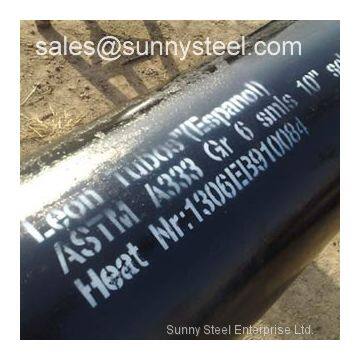 sales@sunnysteel.com
Leon Tubos"(Espanol)
ASTM A333 Gr 6 smls 10"
Heat Nr:1306EB910084
Sunny Steel Enterprise Ltd.